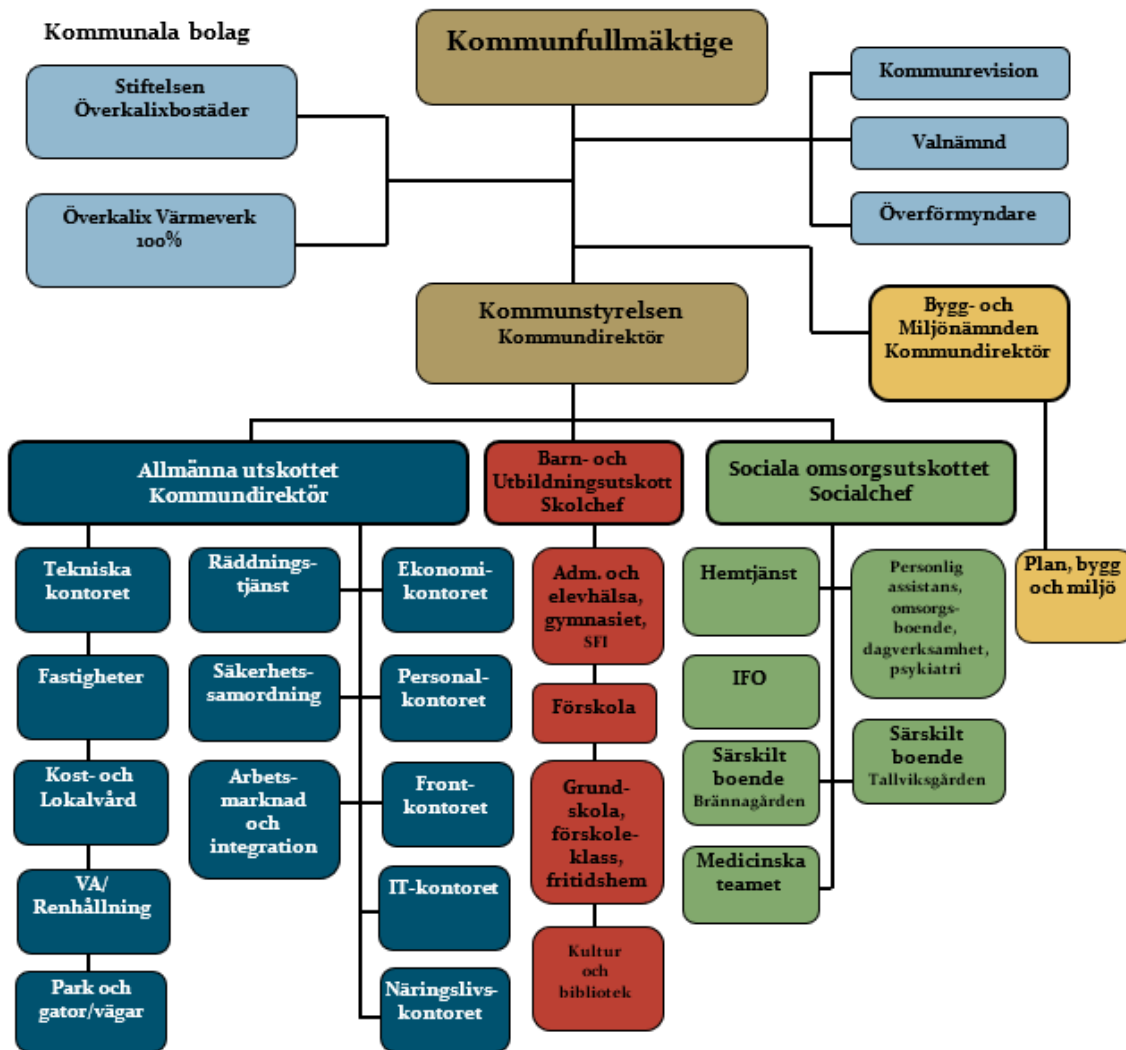 Kommunala bolag
Kommunfullmäktige
Stiftelsen
Överkalixbostäder
Överkalix Värmeverk
100%
Kommunrevision
Valnämnd
Överförmyndare
Kommunstyrelsen
Kommundirektör
Bygg- och
Miljönämnden
Kommundirektör
Allmänna utskottet
Kommundirektör
Barn- och
Utbildningsutskott
Skolchef
Sociala omsorgsutskottet
Socialchef
Tekniska
kontoret
Fastigheter
Kost- och
Lokalvård
VA/
Renhållning
Park och
gator/vägar
Räddnings-
tjänst
Säkerhets-
samordning
Arbets-
marknad
och
integration
Ekonomi-
kontoret
Personal-
kontoret
Front-
kontoret
IT-kontoret
Näringslivs-
kontoret
Adm. och
elevhälsa,
gymnasiet,
SFI
Förskola
Grund-
skola,
förskole-
klass,
fritidshem
Kultur
och
bibliotek
Hemtjänst
IFO
Särskilt
boende
Brännagården
Medicinska
teamet
Personlig
assistans,
omsorgs-
boende,
dagverksamhet,
psykiatri
Särskilt
boende
Tallviksgården
Plan, bygg
och miljö